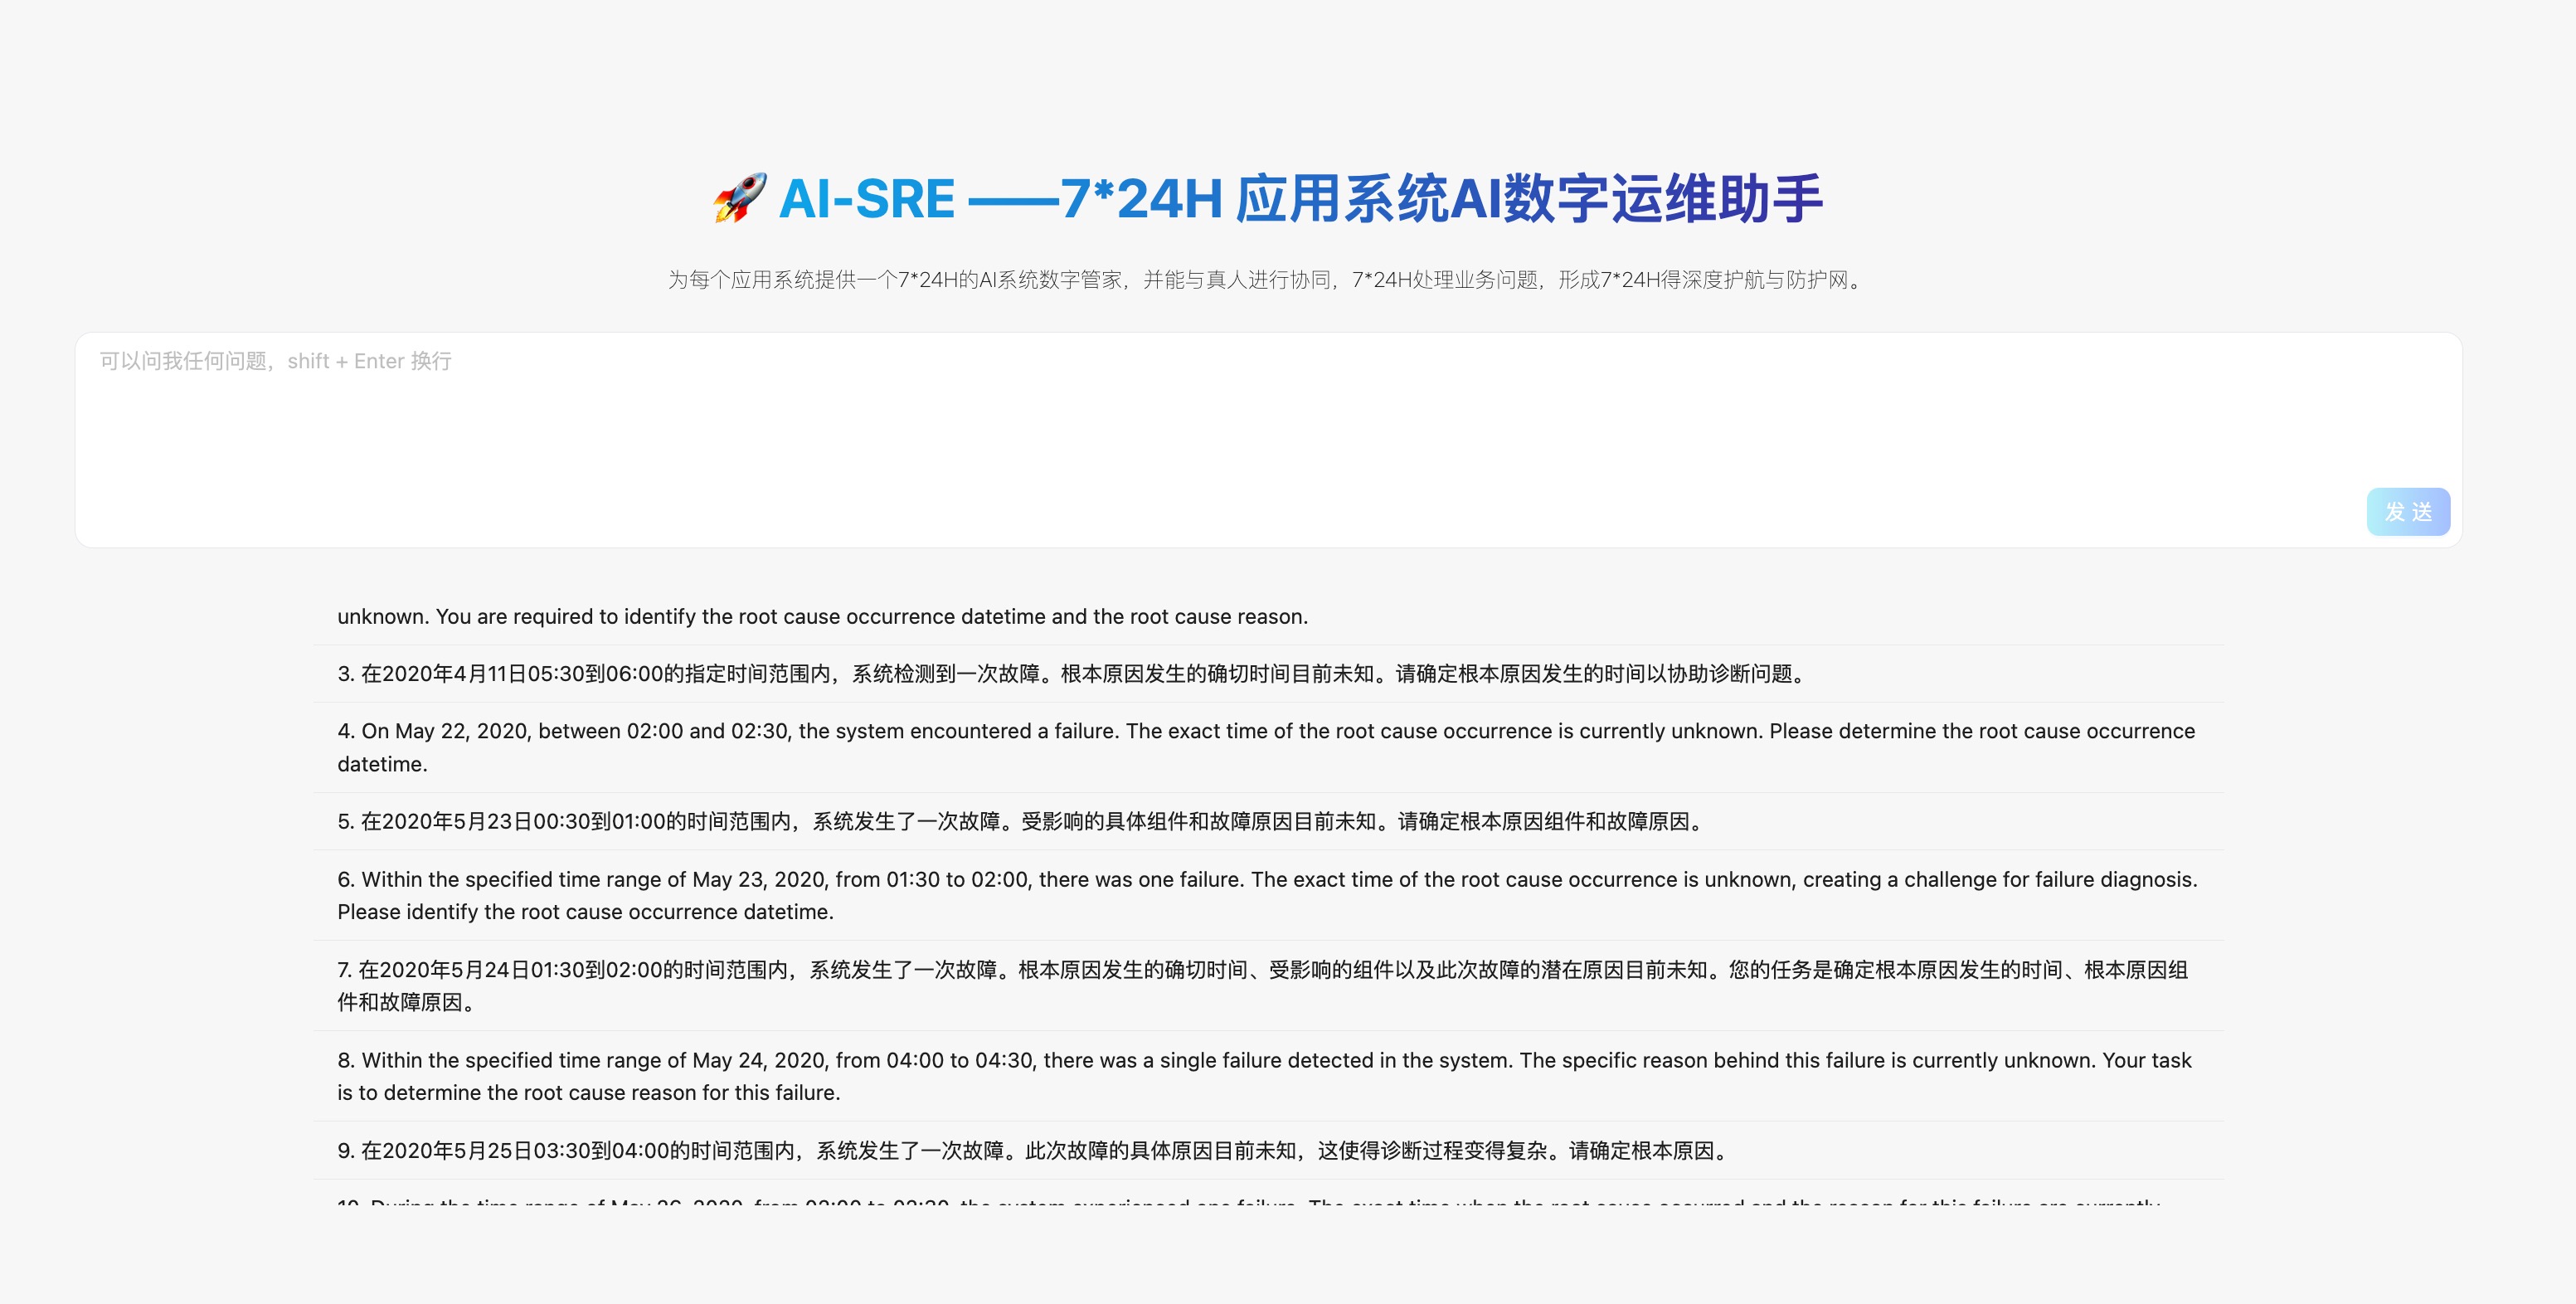 🚀 AI-SRE ——7*24H 应用系统AI数字运维助手
为每个应用系统提供一个7*24H的AI系统数字管家，并能与真人进行协同，7*24H处理业务问题，形成7*24H得深度护航与防护网。
可以问我任何问题，shift + Enter 换行
发 送
unknown. You are required to identify the root cause occurrence datetime and the root cause reason.
3. 在2020年4月11日05:30到06:00的指定时间范围内，系统检测到一次故障。根本原因发生的确切时间目前未知。请确定根本原因发生的时间以协助诊断问题。
4. On May 22, 2020, between 02:00 and 02:30, the system encountered a failure. The exact time of the root cause occurrence is currently unknown. Please determine the root cause occurrence
datetime.
5. 在2020年5月23日00:30到01:00的时间范围内，系统发生了一次故障。受影响的具体组件和故障原因目前未知。请确定根本原因组件和故障原因。
6. Within the specified time range of May 23, 2020, from 01:30 to 02:00, there was one failure. The exact time of the root cause occurrence is unknown, creating a challenge for failure diagnosis.
Please identify the root cause occurrence datetime.
7. 在2020年5月24日01:30到02:00的时间范围内，系统发生了一次故障。根本原因发生的确切时间、受影响的组件以及此次故障的潜在原因目前未知。您的任务是确定根本原因发生的时间、根本原因组
件和故障原因。
8. Within the specified time range of May 24, 2020, from 04:00 to 04:30, there was a single failure detected in the system. The specific reason behind this failure is currently unknown. Your task
is to determine the root cause reason for this failure.
9. 在2020年5月25日03:30到04:00的时间范围内，系统发生了一次故障。此次故障的具体原因目前未知，这使得诊断过程变得复杂。请确定根本原因。